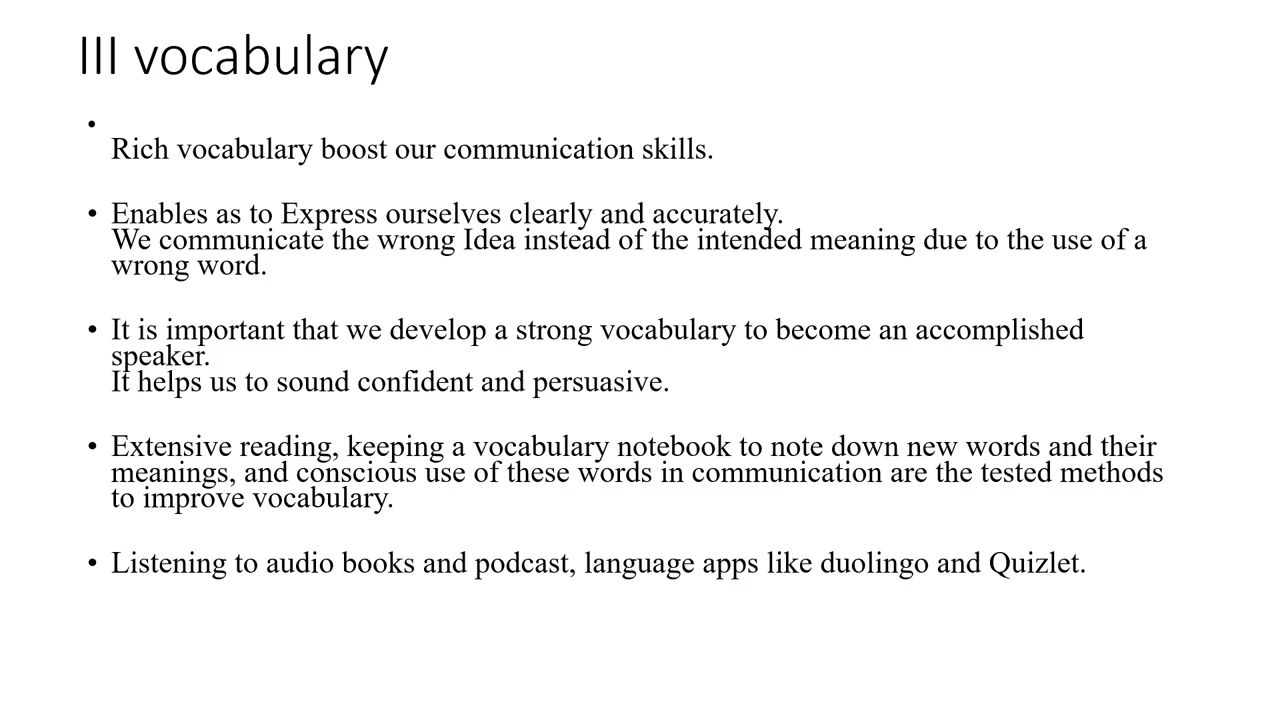 III vocabulary
•
Rich vocabulary boost our communication skills.
• Enables as to Express ourselves clearly and accurately.
We communicate the wrong Idea instead of the intended meaning due to the use of a
wrong word.
• It is important that we develop a strong vocabulary to become an accomplished
speaker.
It helps us to sound confident and persuasive.
• Extensive reading, keeping a vocabulary notebook to note down new words and their
meanings, and conscious use of these words in communication are the tested methods
to improve vocabulary.
• Listening to audio books and podcast, language apps like duolingo and Quizlet.